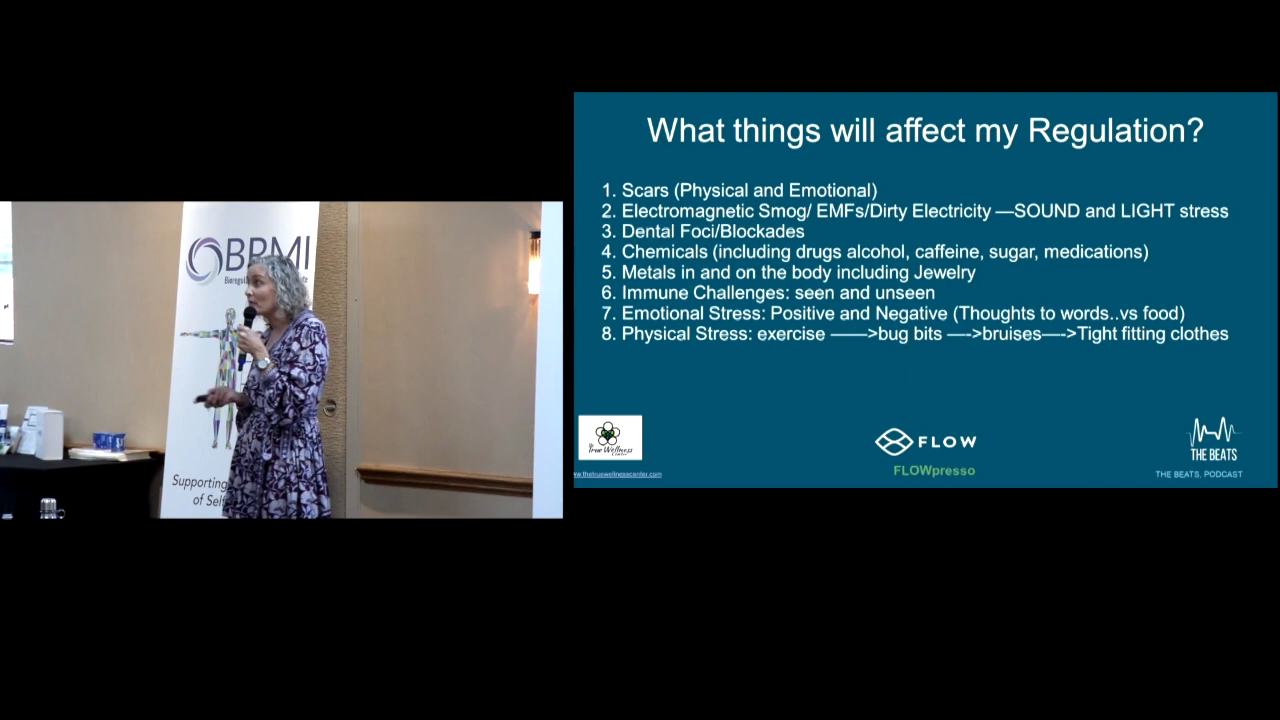 BRMI
Supporting
of Self
What things will affect my Regulation?
1. Scars (Physical and Emotional)
2. Electromagnetic Smog/ EMFs/Dirty Electricity —SOUND and LIGHT stress
3. Dental Foci/Blockades
4. Chemicals (including drugs alcohol, caffeine, sugar, medications)
5. Metals in and on the body including Jewelry
6. Immune Challenges: seen and unseen
7. Emotional Stress: Positive and Negative (Thoughts to words..vs food)
8. Physical Stress: exercise ——>bug bits —->bruises—->Tight fitting clothes
The
True Wellness
Center
w.thetruewellnesscenter.com
FLOW
FLOWpresso
THE BEATS
THE BEATS. PODCAST